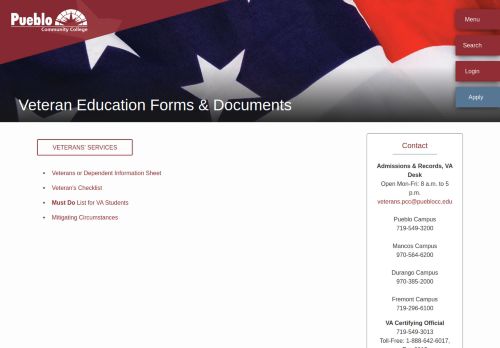 Pueblo
Community College
Menu
Search
Login
Apply
Veteran Education Forms & Documents
VETERANS' SERVICES
• Veterans or Dependent Information Sheet
• Veteran's Checklist
• Must Do List for VA Students
• Mitigating Circumstances
Contact
Admissions & Records, VA
Desk
Open Mon-Fri: 8 a.m. to 5
p.m.
veterans.pcc@pueblocc.edu
Pueblo Campus
719-549-3200
Mancos Campus
970-564-6200
Durango Campus
970-385-2000
Fremont Campus
719-296-6100
VA Certifying Official
719-549-3013
Toll-Free: 1-888-642-6017,